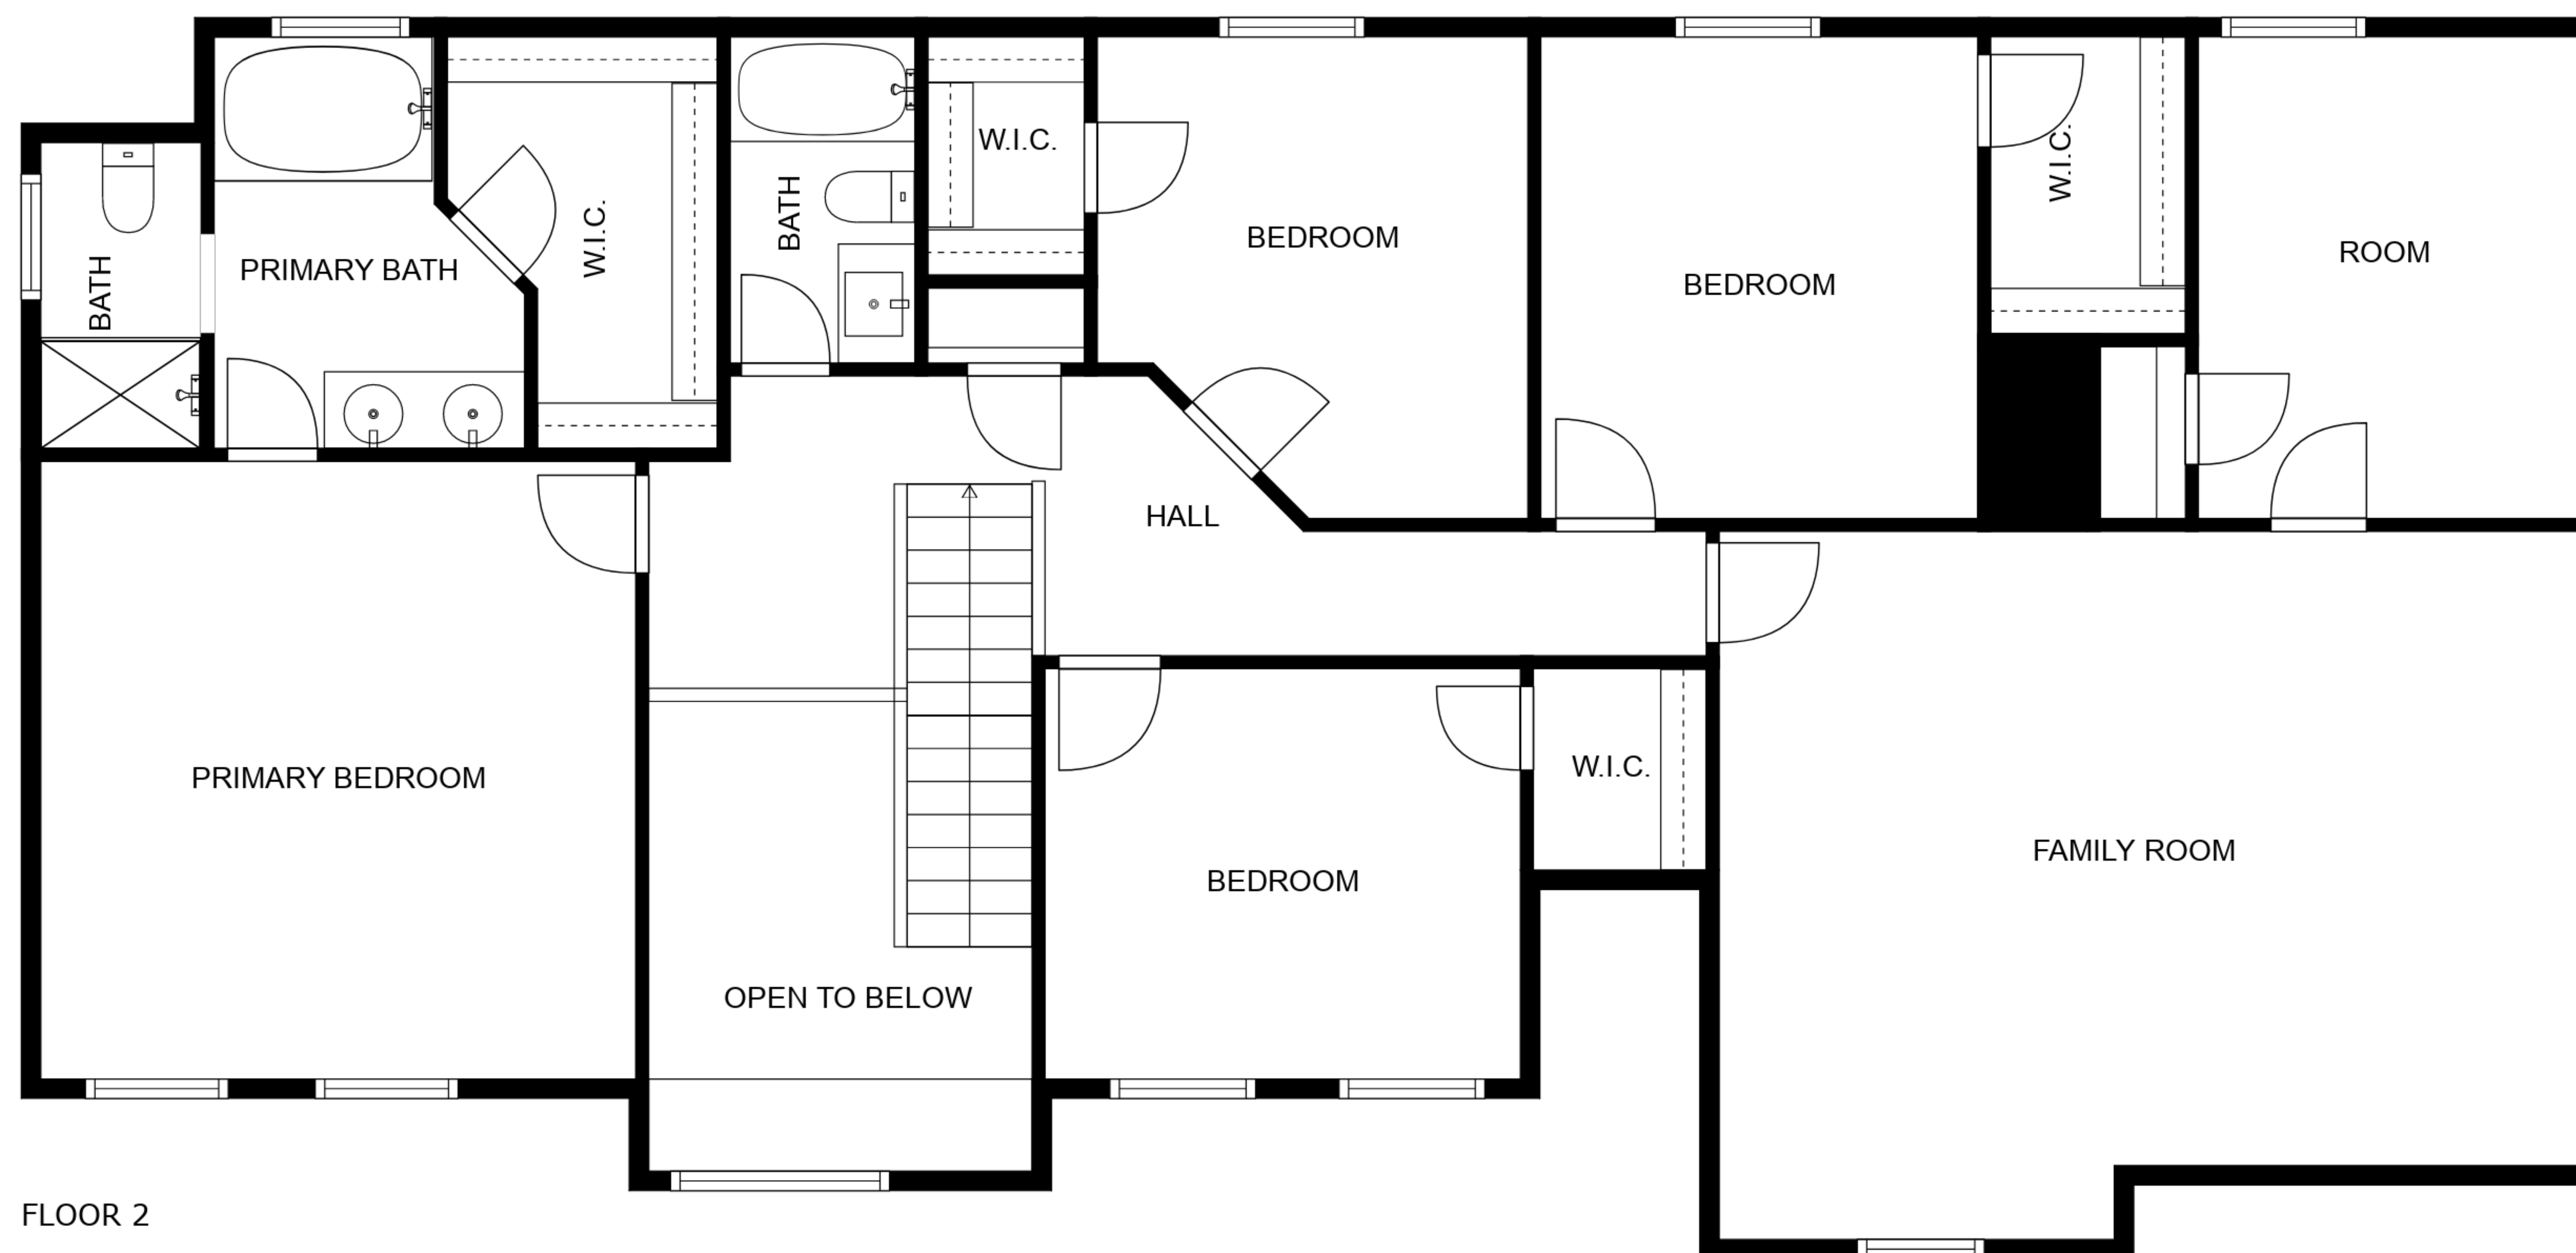 W.I.C.
BATH
W.I.C.
W.I.C.
BEDROOM
BEDROOM
ROOM
BATH
PRIMARY BATH
HALL
PRIMARY BEDROOM
W.I.C.
FAMILY ROOM
BEDROOM
OPEN TO BELOW
FLOOR 2